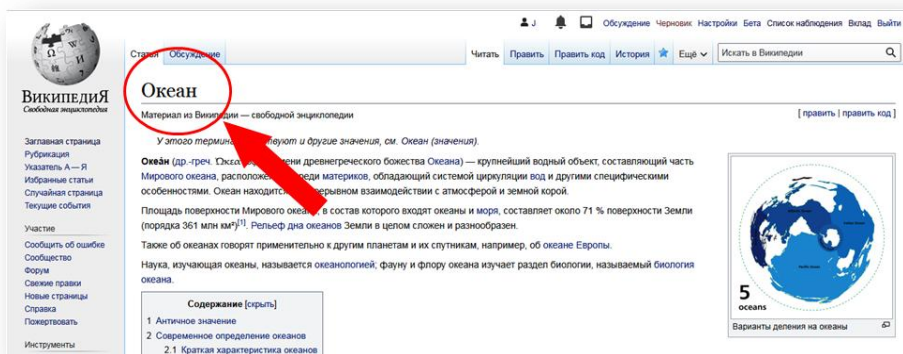 J Обсуждение Черновик Настройки Бета Список наблюдения Вклад Выйти
Статья Обсуждение Читать Править Править код История Ещё Искать в Википедии
ВикипедиЯ
Свободная энциклопедия
Океан
Материал из Википедии — свободной энциклопедии [ править | править код ]
У этого термина и другие значения, см. Океан (значения).
Океа́н (др.-греч. древнегреческого божества Океана) — крупнейший водный объект, составляющий часть
Мирового океана, среди материков, обладающий системой циркуляции вод и другими специфическими
особенностями. Океан взаимодействии с атмосферой и земной корой.
Площадь поверхности Мирового в состав которого входят океаны и моря, составляет около 71 % поверхности Земли
(порядка 361 млн км²)[1]. Рельеф дна океанов Земли в целом сложен и разнообразен.
Также об океанах говорят применительно к другим планетам и их спутникам, например, об океане Европы.
Наука, изучающая океаны, называется океанологией; фауну и флору океана изучает раздел биологии, называемый биология
океана.
Содержание [скрыть]
1 Античное значение
2 Современное определение океанов
2.1 Краткая характеристика океанов
Заглавная страница
Рубрикация
Указатель А — Я
Избранные статьи
Случайная страница
Текущие события
Участие
Сообщить об ошибке
Сообщество
Форум
Свежие правки
Новые страницы
Справка
Пожертвовать
Инструменты
5
oceans
Варианты деления на океаны